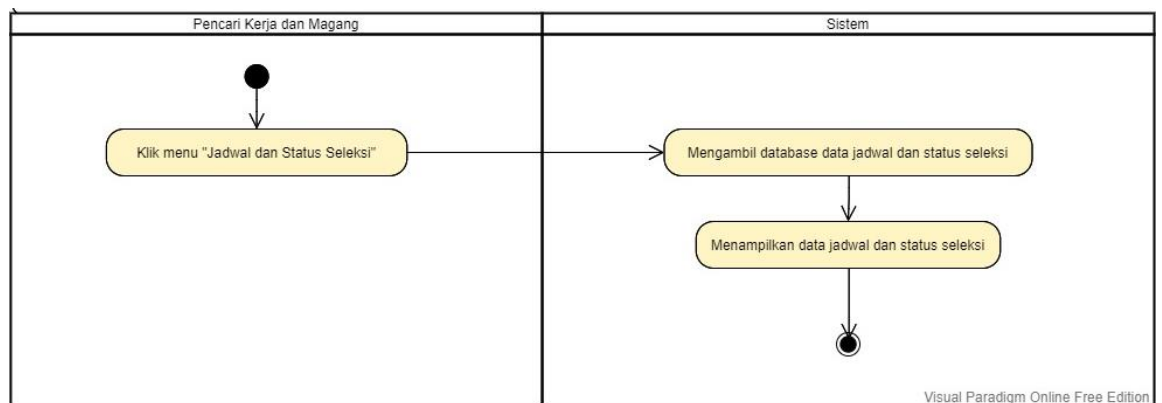 Pencari Kerja dan Magang
Sistem
Klik menu "Jadwal dan Status Seleksi"
Mengambil database data jadwal dan status seleksi
Menampilkan data jadwal dan status seleksi
Visual Paradigm Online Free Edition